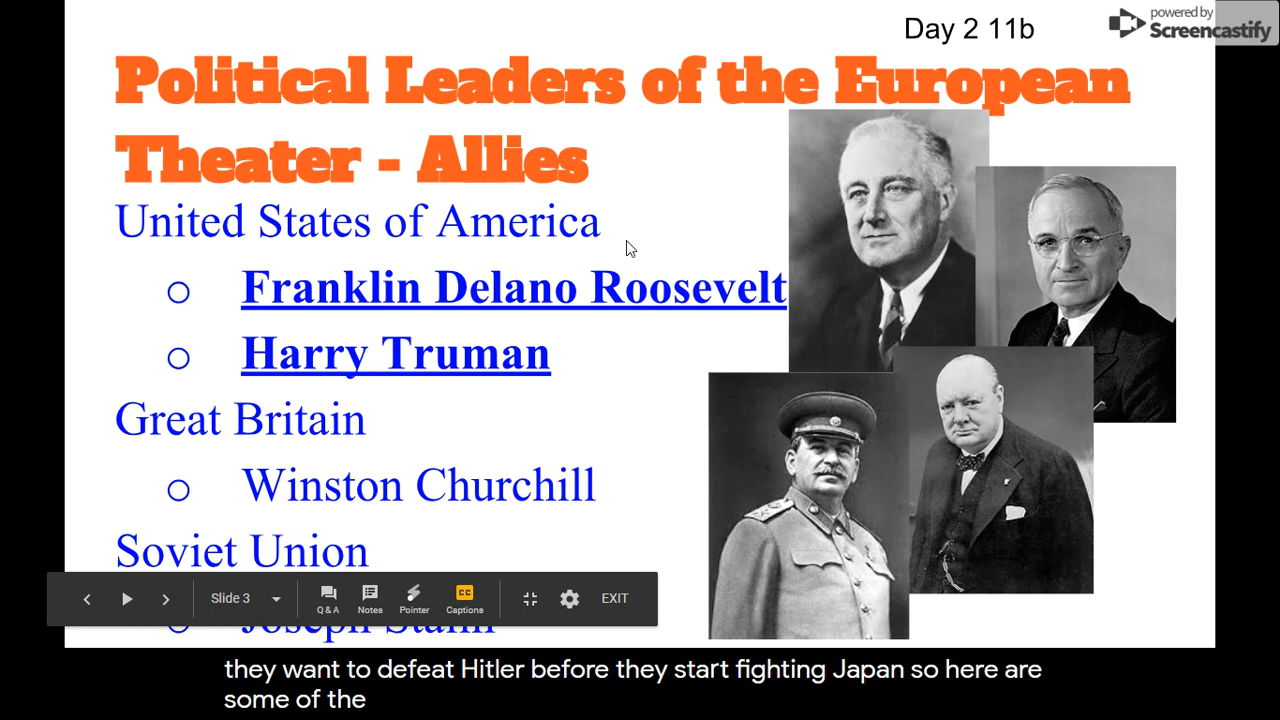 Day 2 11b
powered by
Screencastify
Political Leaders of the European
Theater - Allies
United States of America
o Franklin Delano Roosevelt
o Harry Truman
Great Britain
o Winston Churchill
Soviet Union
o Joseph Stalin
Slide 3
Q & A
Notes
Pointer
CC
Captions
EXIT
they want to defeat Hitler before they start fighting Japan so here are
some of the